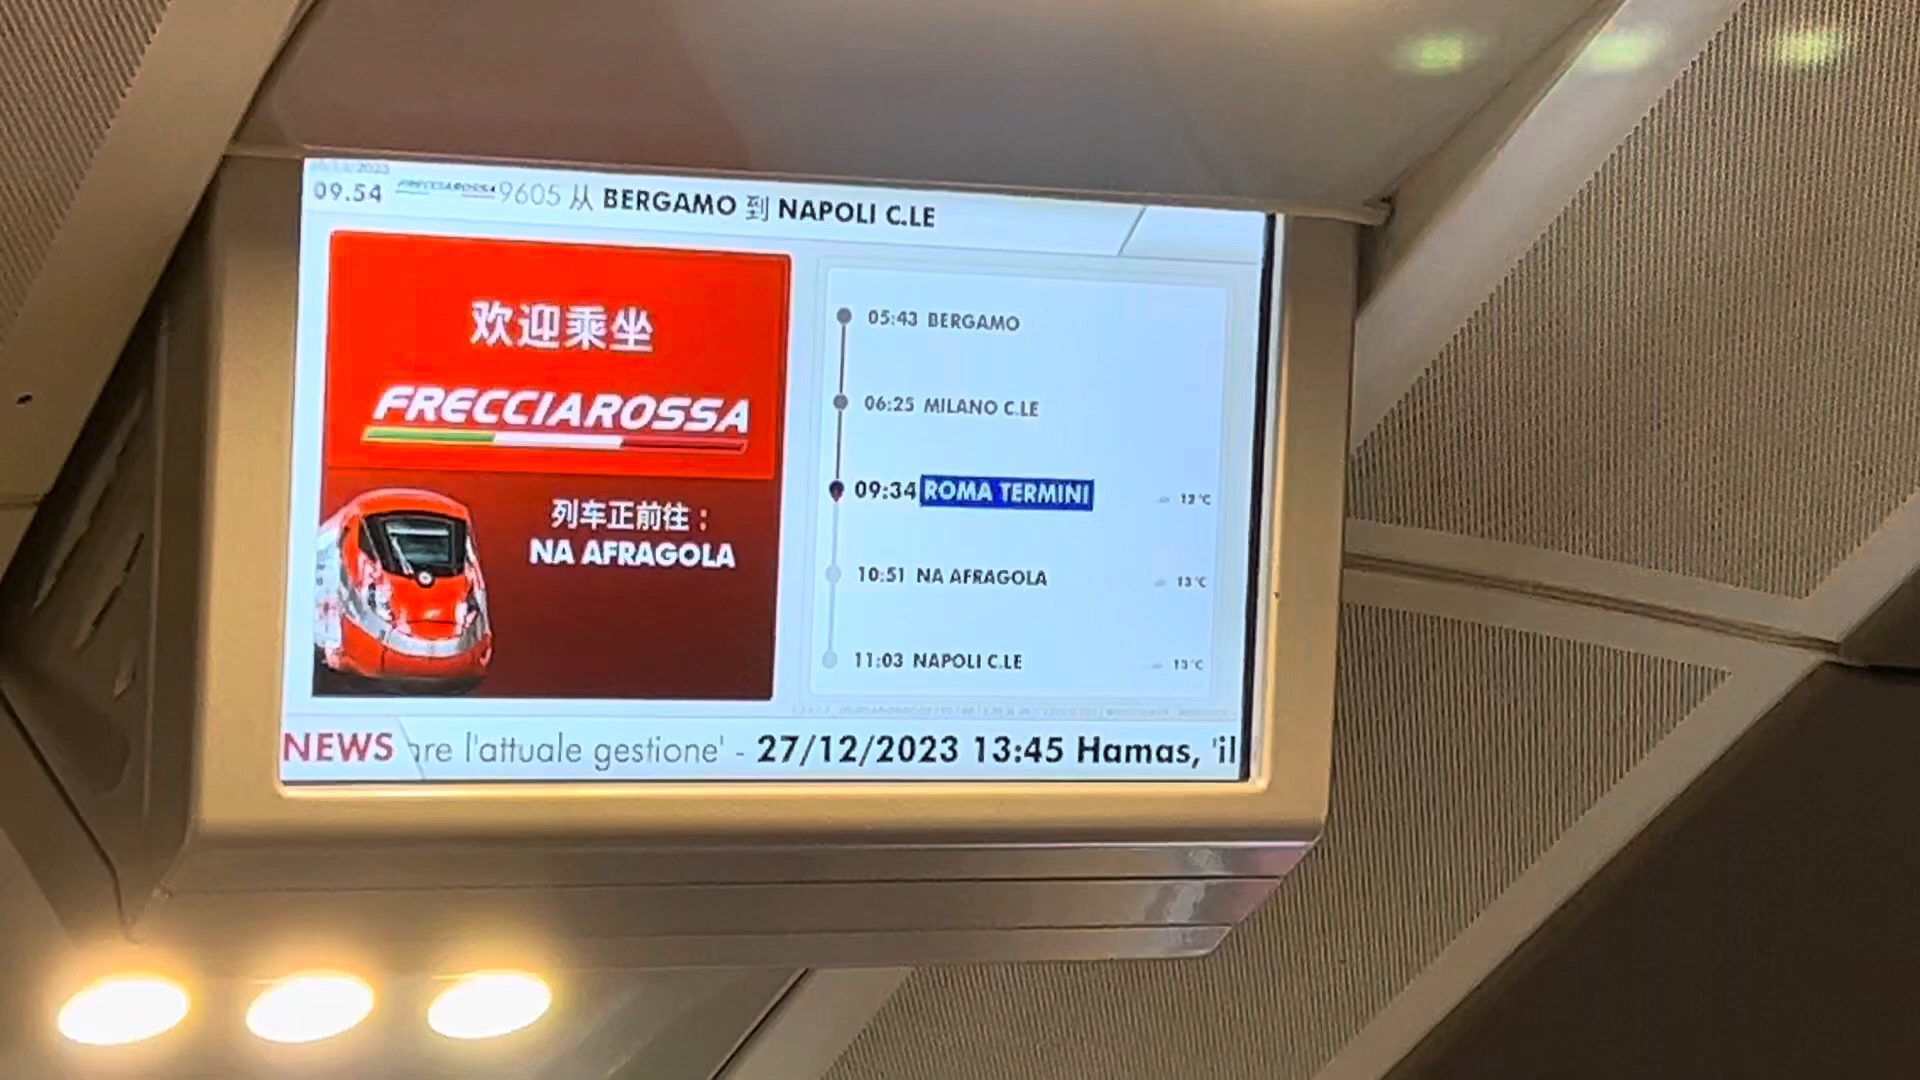 09.54 FRECCIAROSSA 9605 从 BERGAMO 到 NAPOLI C.LE
欢迎乘坐
FRECCIAROSSA
列车正前往：
NA AFRAGOLA
05:43 BERGAMO
06:25 MILANO C.LE
09:34 ROMA TERMINI 12°C
10:51 NA AFRAGOLA 13°C
11:03 NAPOLI C.LE 13°C
NEWS are l'attuale gestione' - 27/12/2023 13:45 Hamas, 'il